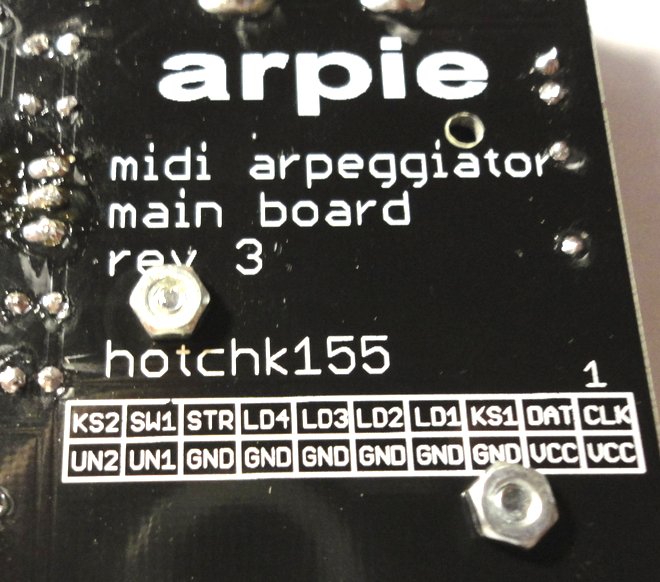 arpie
midi arpeggiator
main board
rev 3
hotchk155
1
KS2 SW1 STR LD4 LD3 LD2 LD1 KS1 DAT CLK
UN2 UN1 GND GND GND GND GND GND VCC VCC